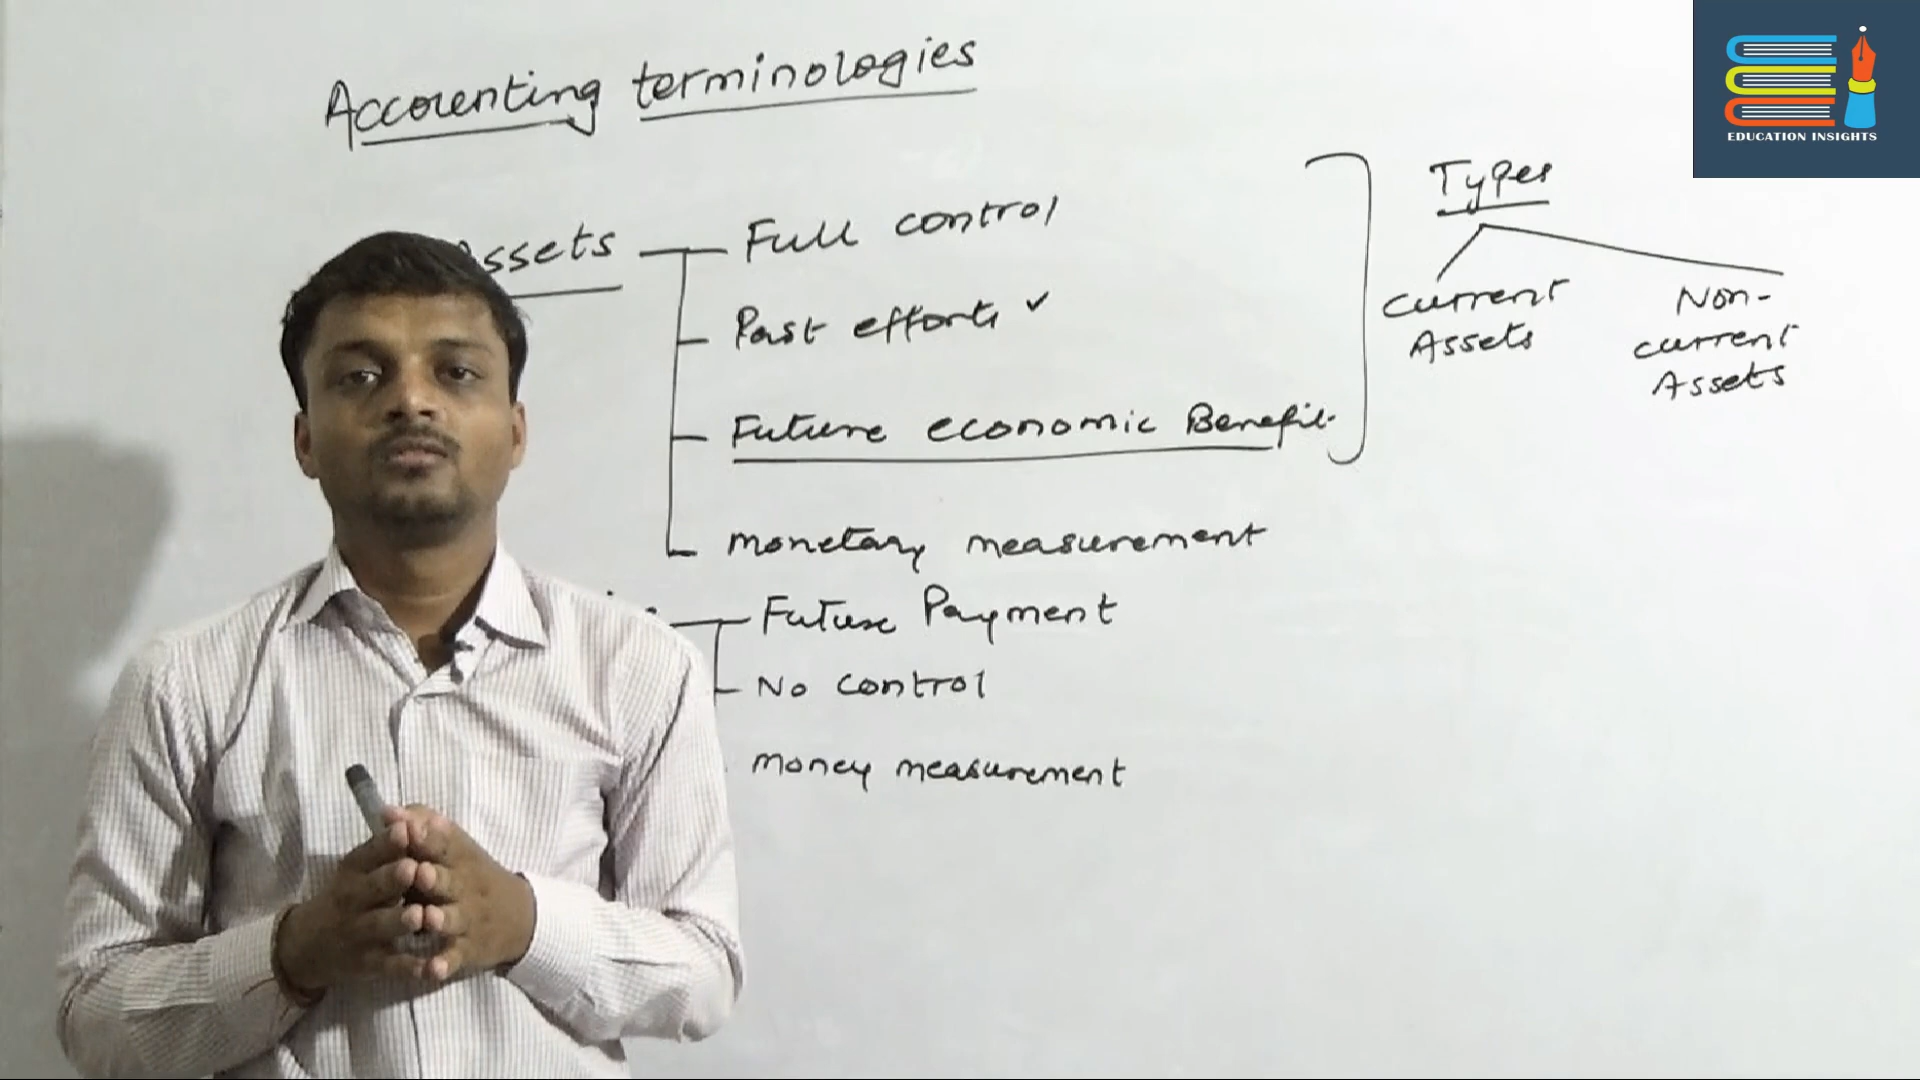 Accounting terminologies
Assets
Full control
Past efforts ✓
Future economic Benefit
monetary measurement
Future Payment
No control
money measurement
Types
Current
Assets
Non-
current
Assets
EDUCATION INSIGHTS